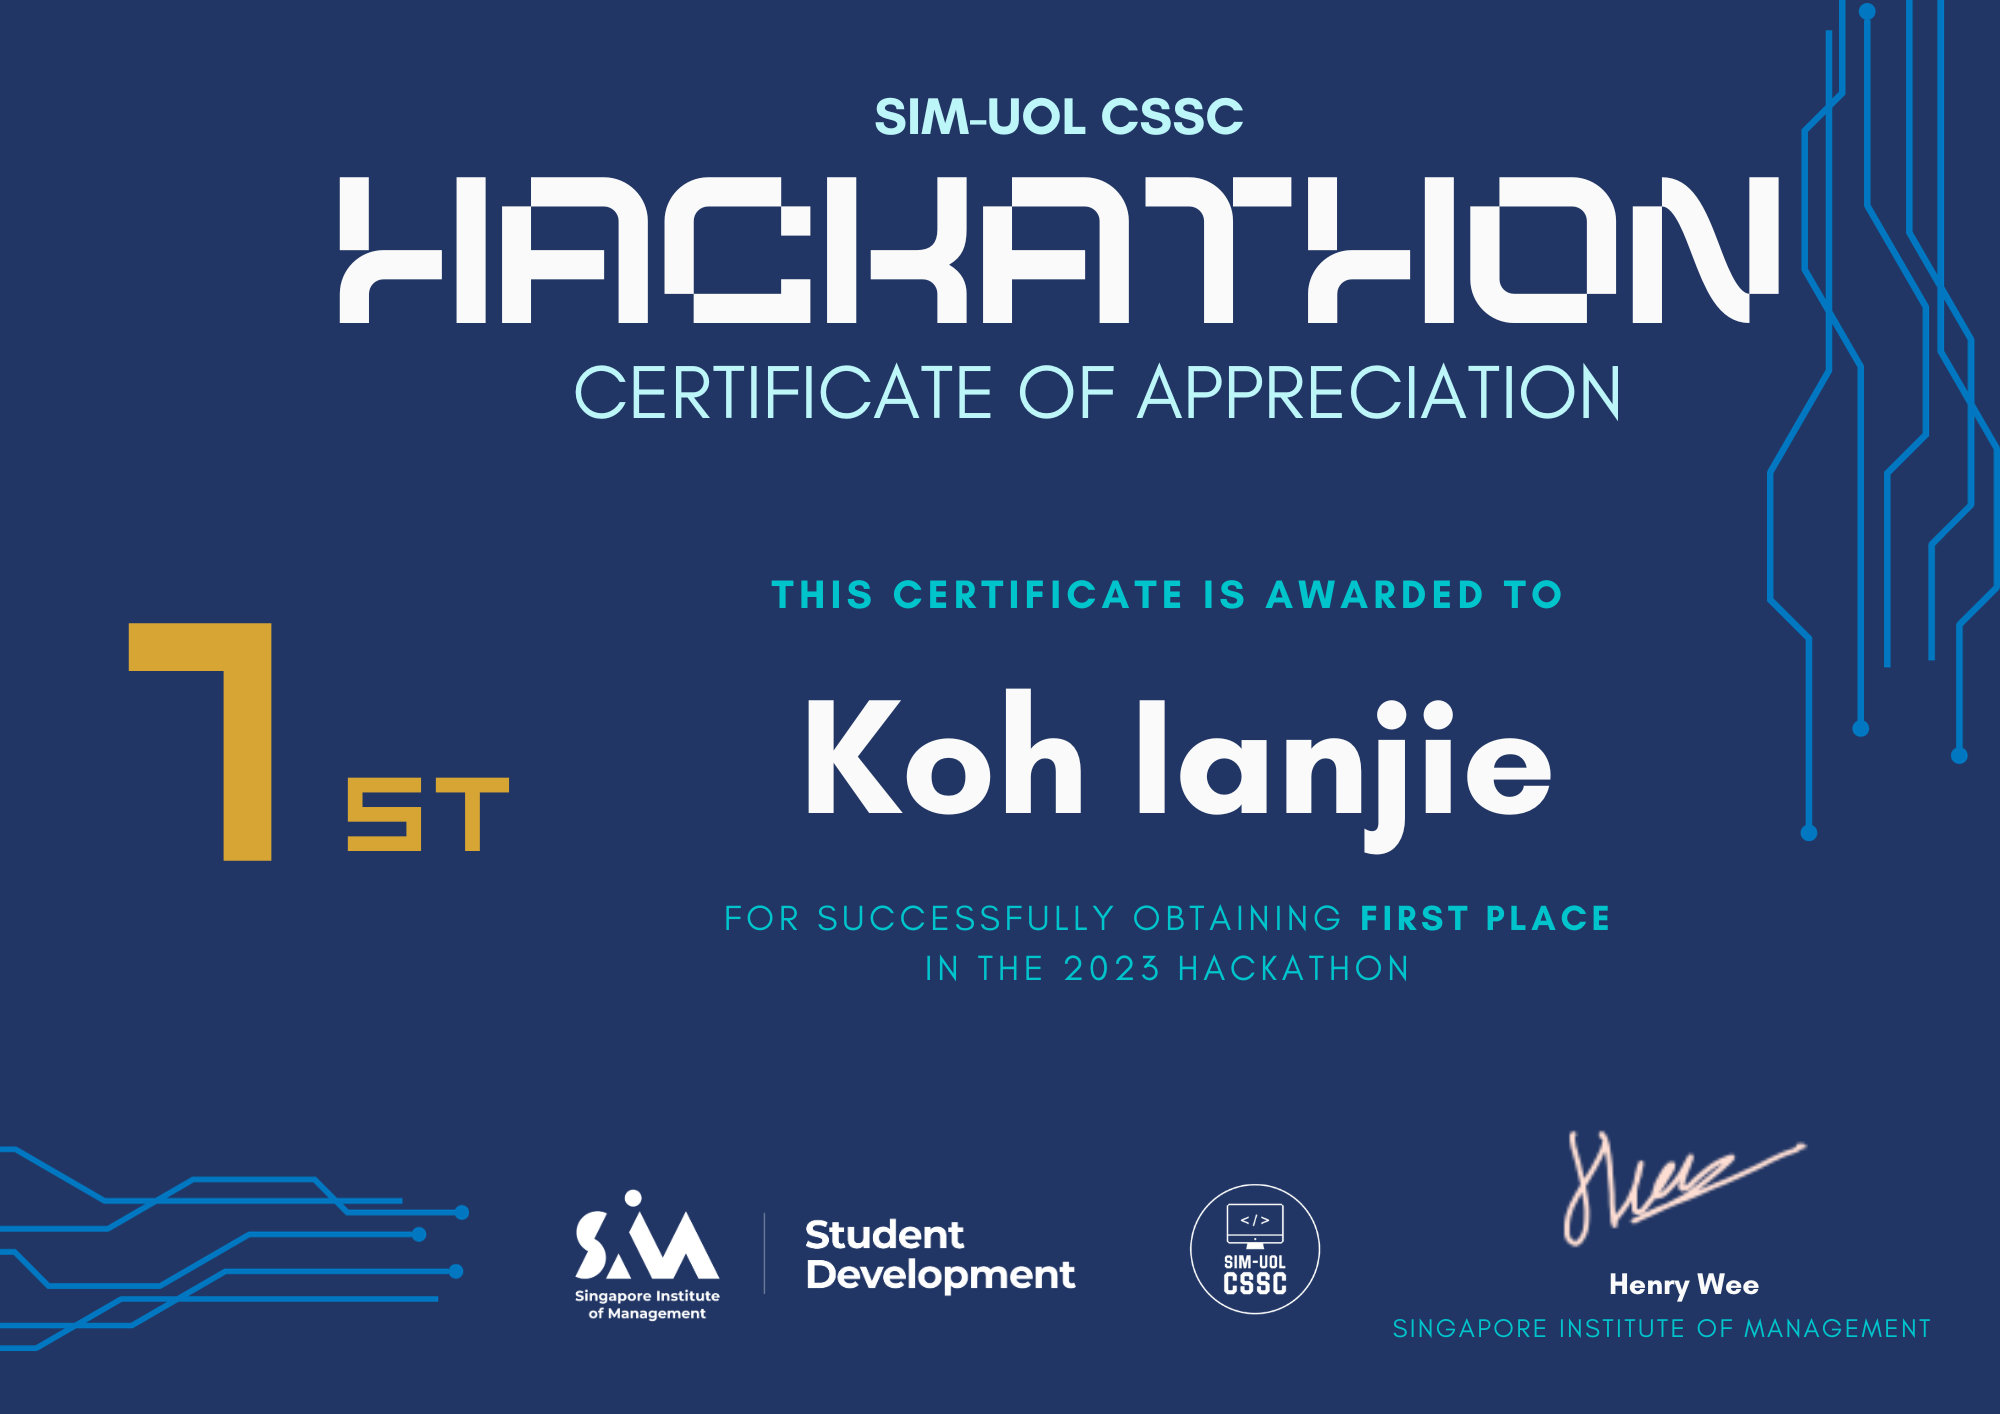 SIM-UOL CSSC
HACKATHON
CERTIFICATE OF APPRECIATION
THIS CERTIFICATE IS AWARDED TO
1ST
Koh Ianjie
FOR SUCCESSFULLY OBTAINING FIRST PLACE
IN THE 2023 HACKATHON
SIM
Singapore Institute
of Management
Student
Development
</>
SIM-UOL
CSSC
Henry Wee
SINGAPORE INSTITUTE OF MANAGEMENT